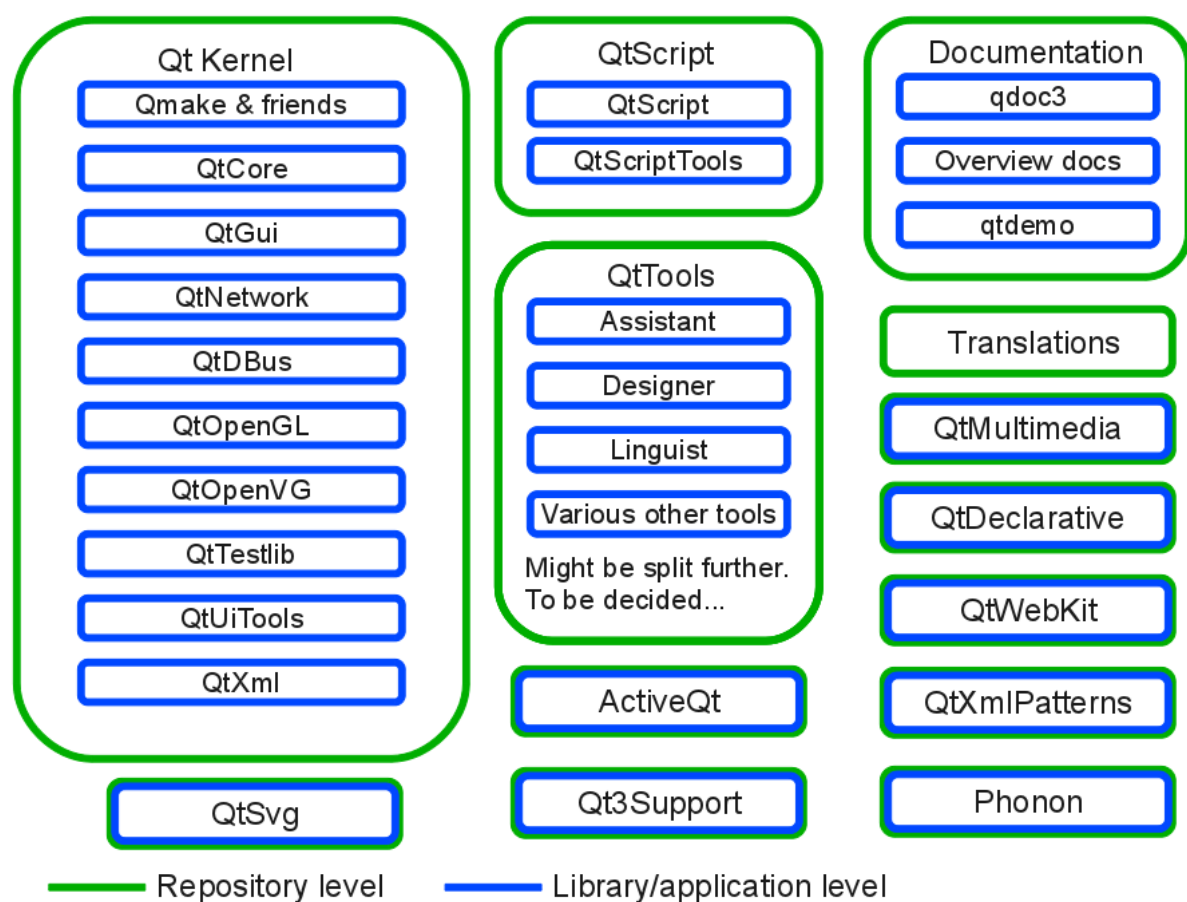 Qt Kernel
Qmake & friends
QtCore
QtGui
QtNetwork
QtDBus
QtOpenGL
QtOpenVG
QtTestlib
QtUiTools
QtXml
QtSvg
QtScript
QtScript
QtScriptTools
QtTools
Assistant
Designer
Linguist
Various other tools
Might be split further.
To be decided...
ActiveQt
Qt3Support
Documentation
qdoc3
Overview docs
qtdemo
Translations
QtMultimedia
QtDeclarative
QtWebKit
QtXmlPatterns
Phonon
Repository level
Library/application level